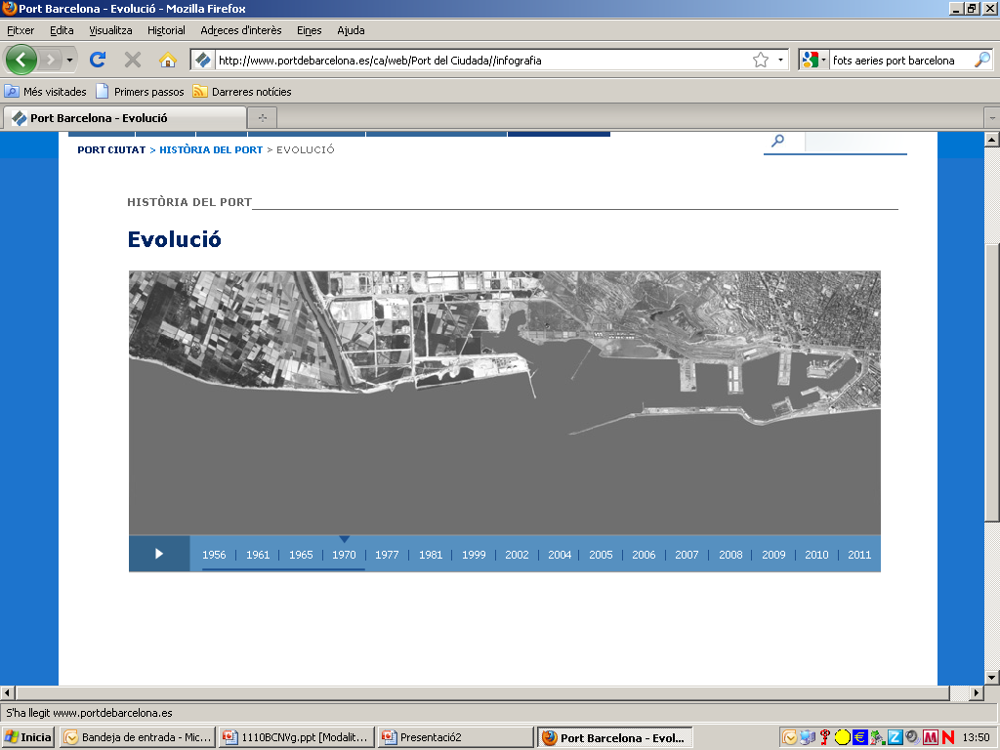 Port Barcelona - Evolució - Mozilla Firefox
Fitxer Edita Visualitza Historial Adreces d'interès Eines Ajuda
http://www.portdebarcelona.es/ca/web/Port del Ciudada//infografia
fots aeries port barcelona
Més visitades Primers passos Darreres notícies
Port Barcelona - Evolució
PORT CIUTAT > HISTÒRIA DEL PORT > EVOLUCIÓ
HISTÒRIA DEL PORT
Evolució
1956 | 1961 | 1965 | 1970 | 1977 | 1981 | 1999 | 2002 | 2004 | 2005 | 2006 | 2007 | 2008 | 2009 | 2010 | 2011
S'ha llegit www.portdebarcelona.es
Inicia Bandeja de entrada - Mic... 1110BCNVg.ppt [Modalit... Presentació2 Port Barcelona - Evol... 13:50